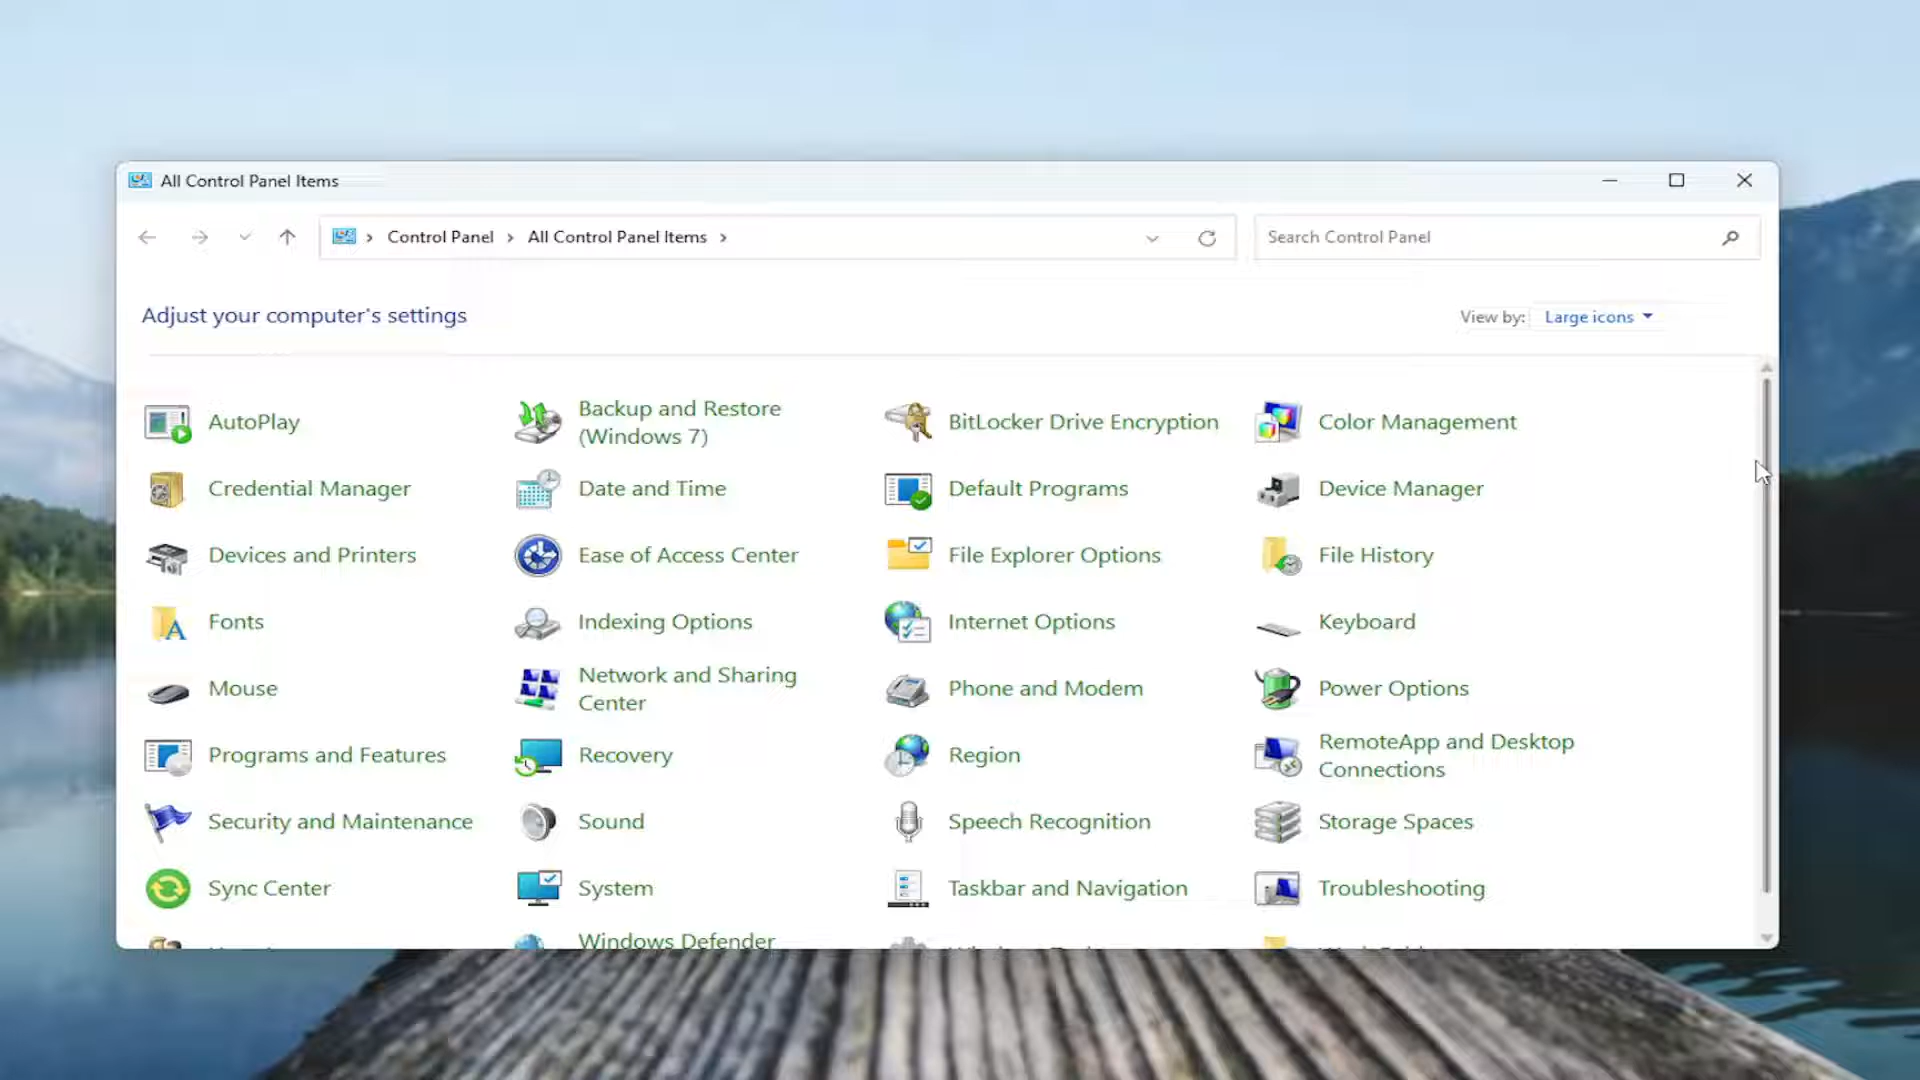 All Control Panel Items
Control Panel
All Control Panel Items
Search Control Panel
Adjust your computer's settings
View by:
Large icons
AutoPlay
Backup and Restore
(Windows 7)
BitLocker Drive Encryption
Color Management
Credential Manager
Date and Time
Default Programs
Device Manager
Devices and Printers
Ease of Access Center
File Explorer Options
File History
Fonts
Indexing Options
Internet Options
Keyboard
Mouse
Network and Sharing
Center
Phone and Modem
Power Options
Programs and Features
Recovery
Region
RemoteApp and Desktop
Connections
Security and Maintenance
Sound
Speech Recognition
Storage Spaces
Sync Center
System
Taskbar and Navigation
Troubleshooting
Windows Defender